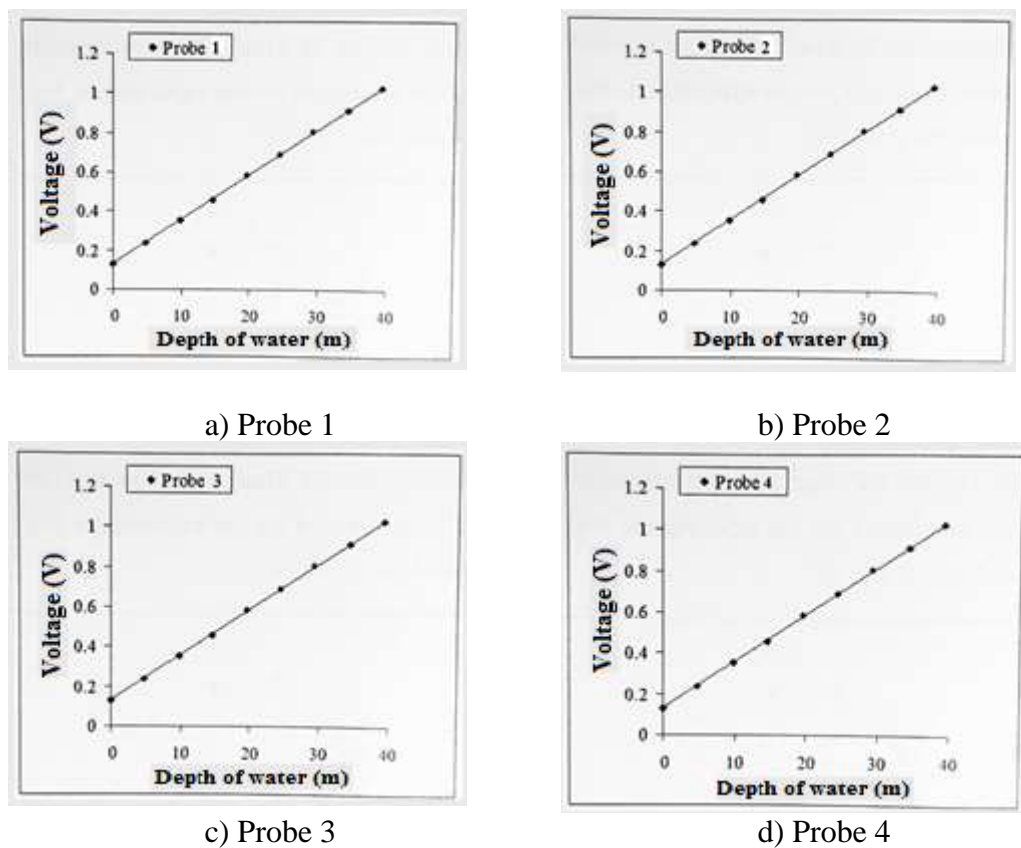 Probe 1
1.2
1
0.8
0.6
0.4
0.2
0
Voltage (V)
0 10 20 30 40
Depth of water (m)
a) Probe 1
Probe 2
1.2
1
0.8
0.6
0.4
0.2
0
Voltage (V)
0 10 20 30 40
Depth of water (m)
b) Probe 2
Probe 3
1.2
1
0.8
0.6
0.4
0.2
0
Voltage (V)
0 10 20 30 40
Depth of water (m)
c) Probe 3
Probe 4
1.2
1
0.8
0.6
0.4
0.2
0
Voltage (V)
0 10 20 30 40
Depth of water (m)
d) Probe 4